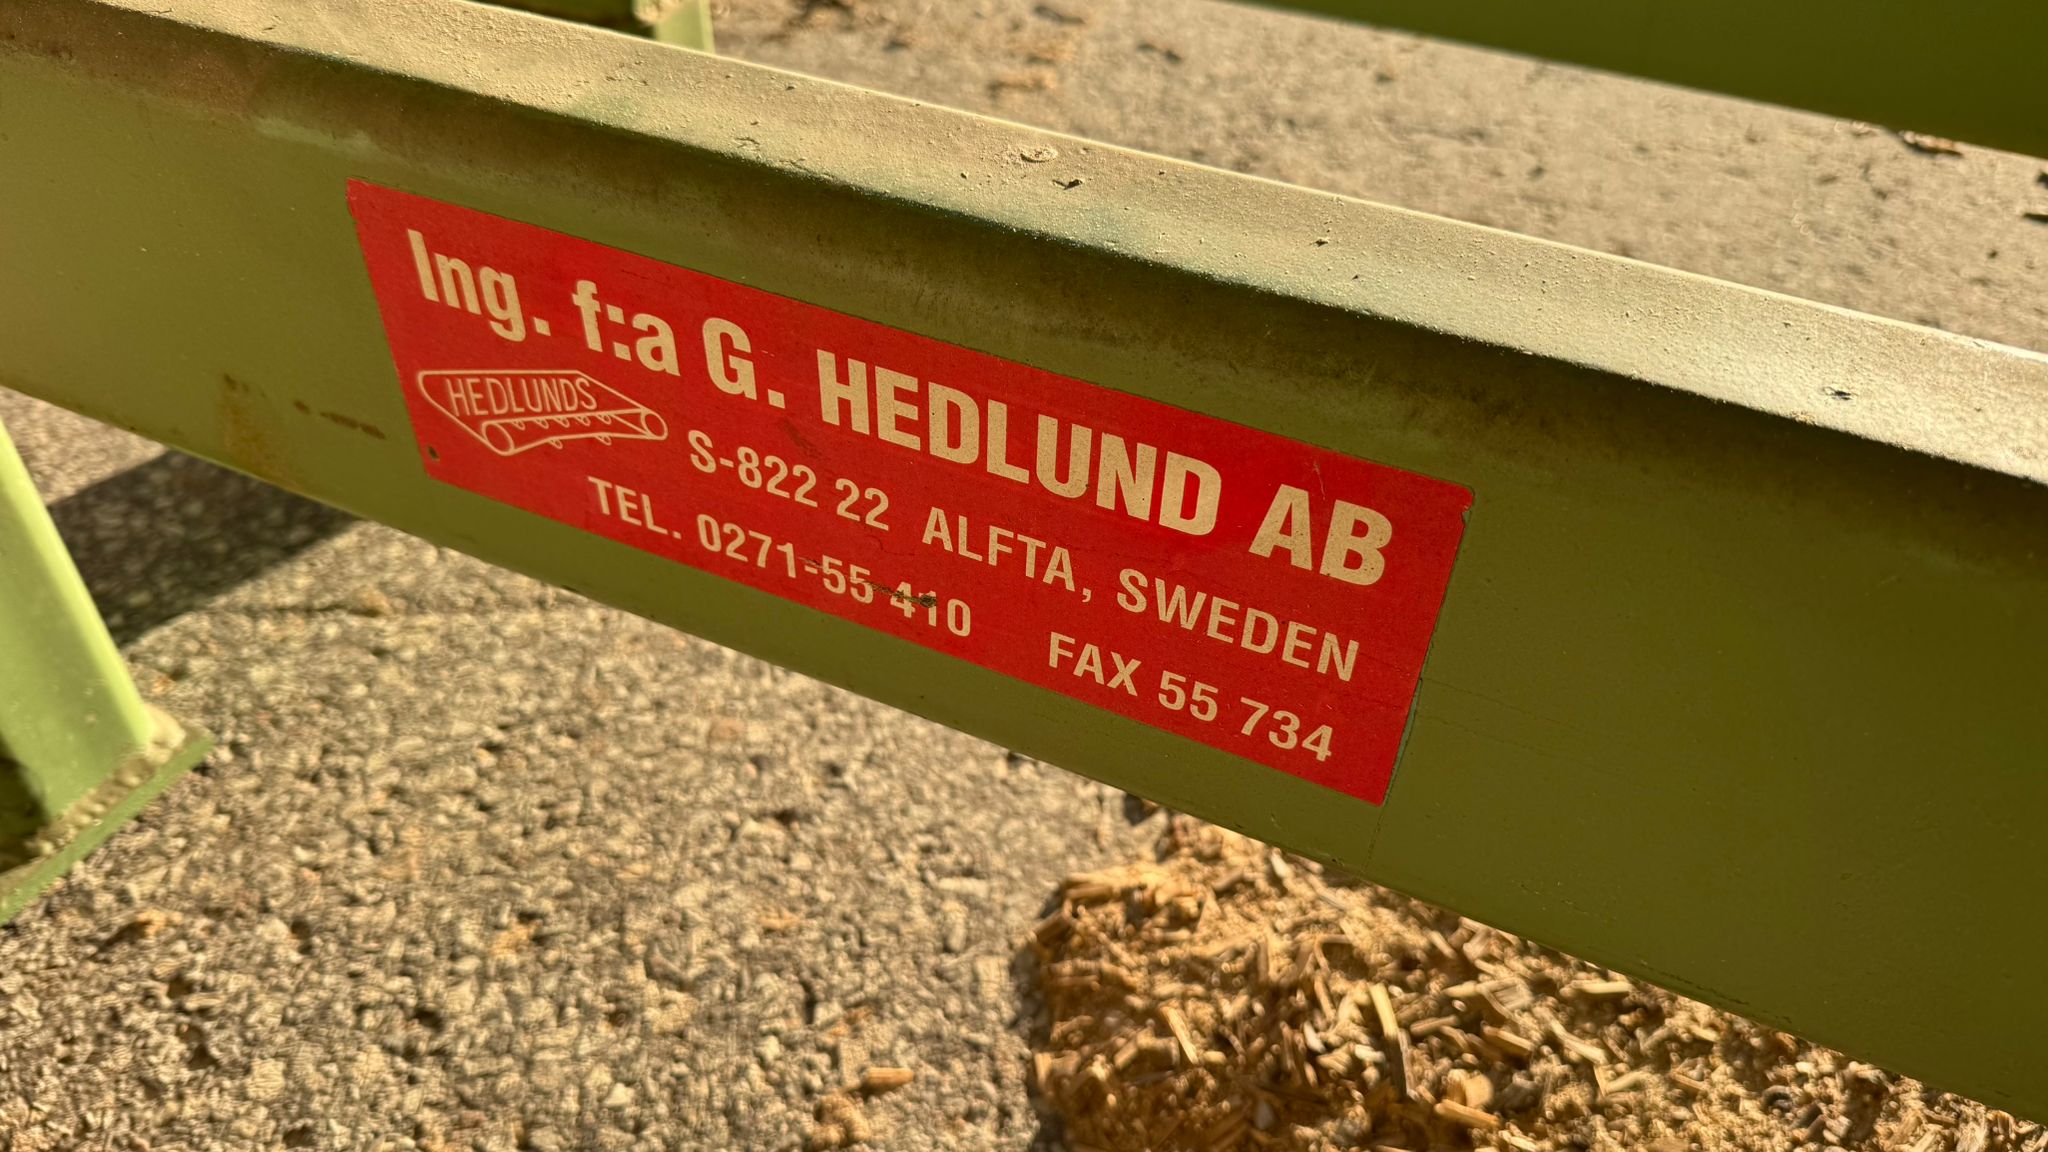 Ing. f:a G. HEDLUND AB
HEDLUNDS
S-822 22 ALFTA, SWEDEN
TEL. 0271-55 410 FAX 55 734